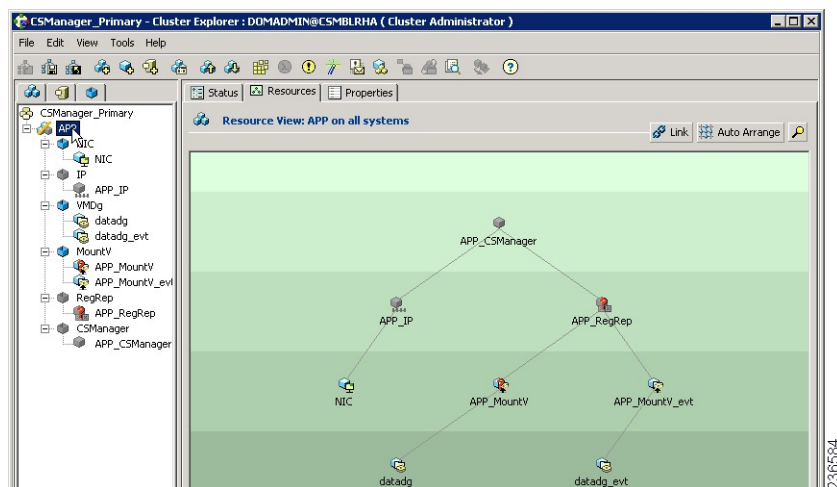 CSManager_Primary - Cluster Explorer : DOMADMIN@CSMBLRHA ( Cluster Administrator )
File Edit View Tools Help
Status Resources Properties
CSManager_Primary
APP
NIC
NIC
IP
APP_IP
VMDg
datadg
datadg_evt
MountV
APP_MountV
APP_MountV_evt
RegRep
APP_RegRep
CSManager
APP_CSManager
Resource View: APP on all systems
Link Auto Arrange
APP_CSManager
APP_IP APP_RegRep
NIC APP_MountV APP_MountV_evt
datadg datadg_evt
236584